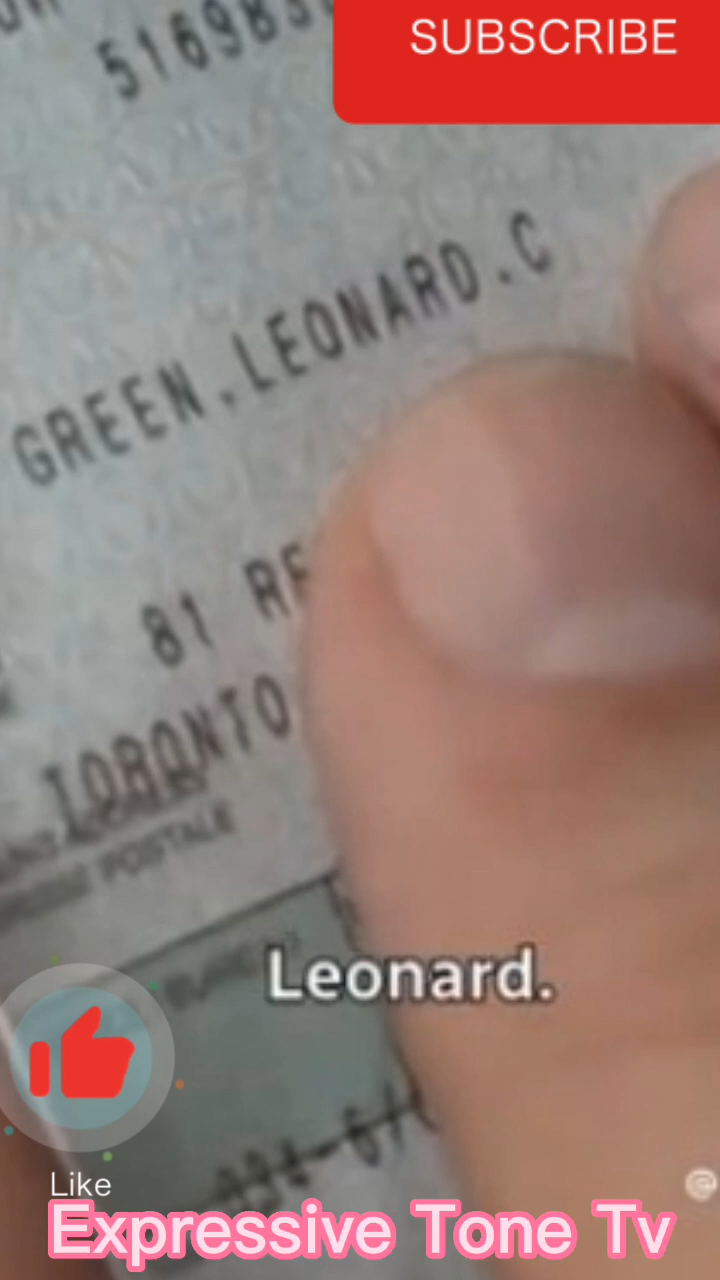 SUBSCRIBE
GREEN.LEONARD.C
81
TORONTO
POSTALE
Leonard.
Like
Expressive Tone Tv